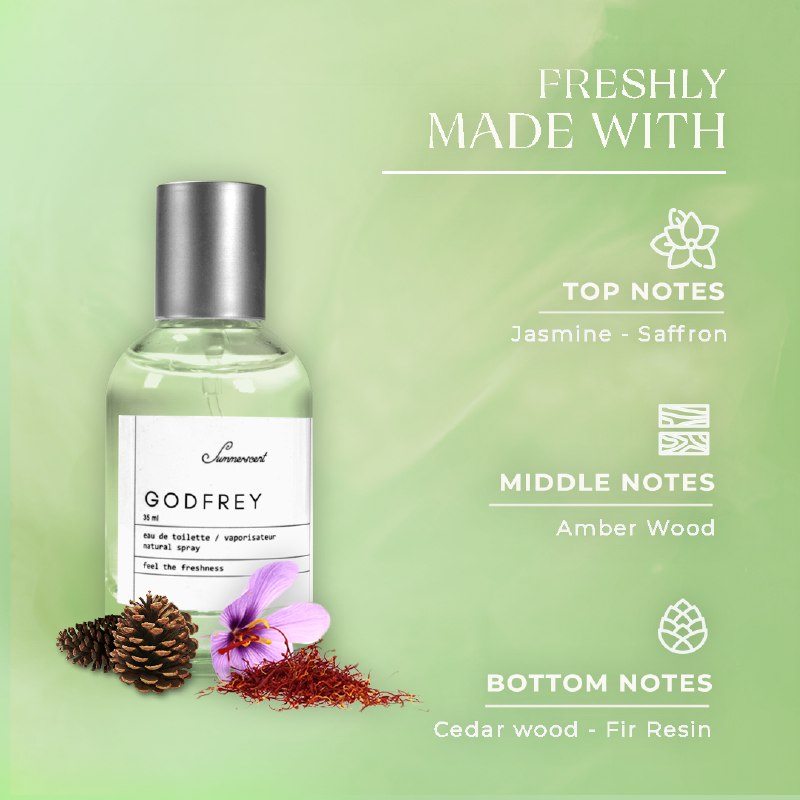 FRESHLY
MADE WITH
TOP NOTES
Jasmine - Saffron
MIDDLE NOTES
Amber Wood
BOTTOM NOTES
Cedar wood - Fir Resin
Summerscent
GODFREY
35 ml
eau de toilette / vaporisateur
natural spray
feel the freshness